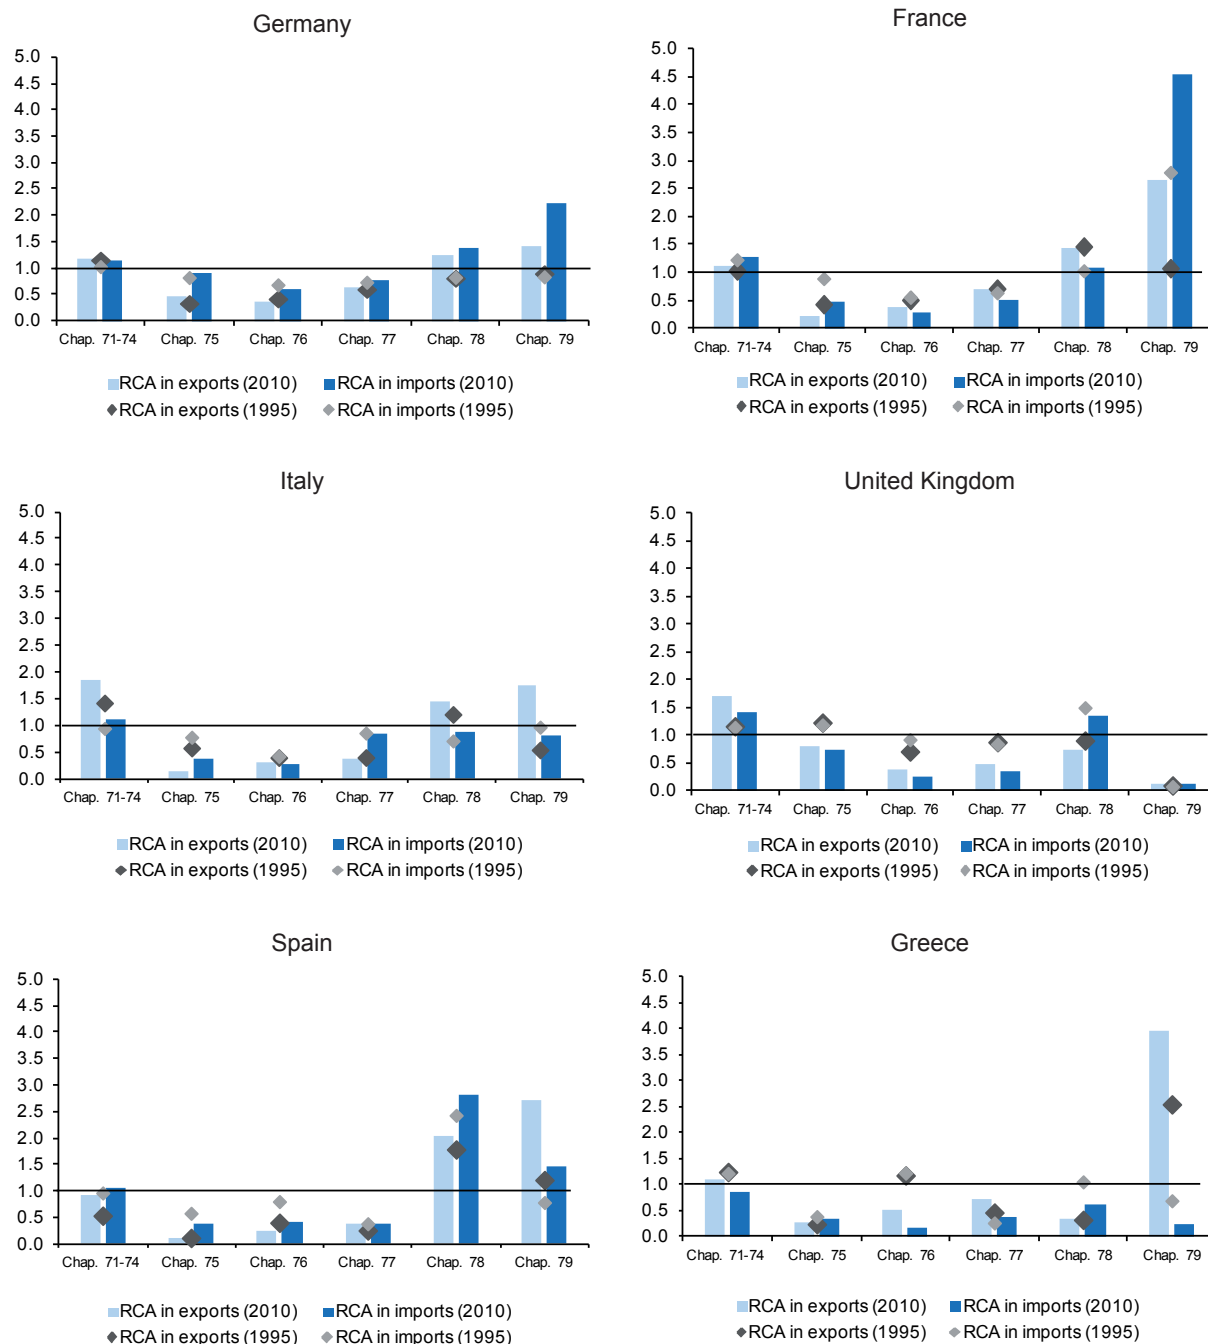 Germany
5.0
4.5
4.0
3.5
3.0
2.5
2.0
1.5
1.0
0.5
0.0
Chap. 71-74 Chap. 75 Chap. 76 Chap. 77 Chap. 78 Chap. 79
RCA in exports (2010) RCA in imports (2010)
RCA in exports (1995) RCA in imports (1995)
France
5.0
4.5
4.0
3.5
3.0
2.5
2.0
1.5
1.0
0.5
0.0
Chap. 71-74 Chap. 75 Chap. 76 Chap. 77 Chap. 78 Chap. 79
RCA in exports (2010) RCA in imports (2010)
RCA in exports (1995) RCA in imports (1995)
Italy
5.0
4.5
4.0
3.5
3.0
2.5
2.0
1.5
1.0
0.5
0.0
Chap. 71-74 Chap. 75 Chap. 76 Chap. 77 Chap. 78 Chap. 79
RCA in exports (2010) RCA in imports (2010)
RCA in exports (1995) RCA in imports (1995)
United Kingdom
5.0
4.5
4.0
3.5
3.0
2.5
2.0
1.5
1.0
0.5
0.0
Chap. 71-74 Chap. 75 Chap. 76 Chap. 77 Chap. 78 Chap. 79
RCA in exports (2010) RCA in imports (2010)
RCA in exports (1995) RCA in imports (1995)
Spain
5.0
4.5
4.0
3.5
3.0
2.5
2.0
1.5
1.0
0.5
0.0
Chap. 71-74 Chap. 75 Chap. 76 Chap. 77 Chap. 78 Chap. 79
RCA in exports (2010) RCA in imports (2010)
RCA in exports (1995) RCA in imports (1995)
Greece
5.0
4.5
4.0
3.5
3.0
2.5
2.0
1.5
1.0
0.5
0.0
Chap. 71-74 Chap. 75 Chap. 76 Chap. 77 Chap. 78 Chap. 79
RCA in exports (2010) RCA in imports (2010)
RCA in exports (1995) RCA in imports (1995)